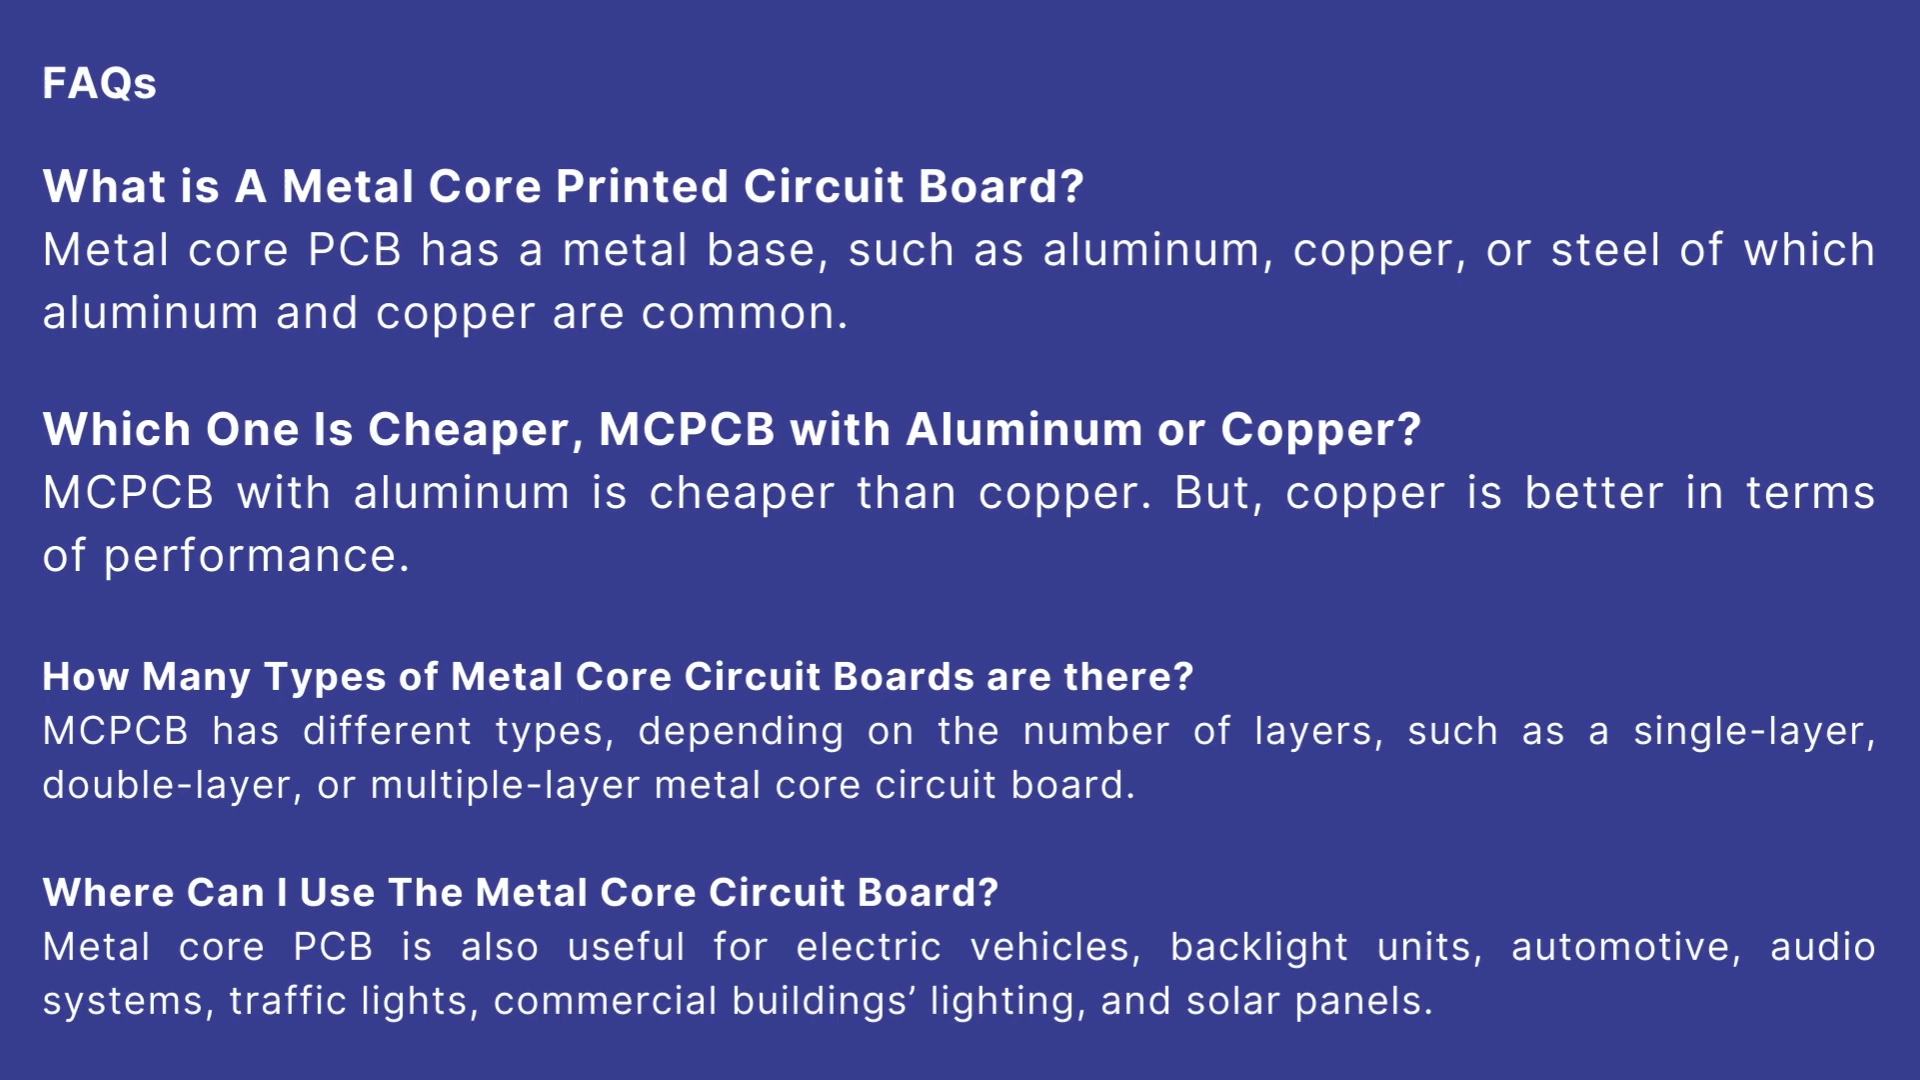 FAQs
What is A Metal Core Printed Circuit Board?
Metal core PCB has a metal base, such as aluminum, copper, or steel of which
aluminum and copper are common.
Which One Is Cheaper, MCPCB with Aluminum or Copper?
MCPCB with aluminum is cheaper than copper. But, copper is better in terms
of performance.
How Many Types of Metal Core Circuit Boards are there?
MCPCB has different types, depending on the number of layers, such as a single-layer,
double-layer, or multiple-layer metal core circuit board.
Where Can I Use The Metal Core Circuit Board?
Metal core PCB is also useful for electric vehicles, backlight units, automotive, audio
systems, traffic lights, commercial buildings’ lighting, and solar panels.